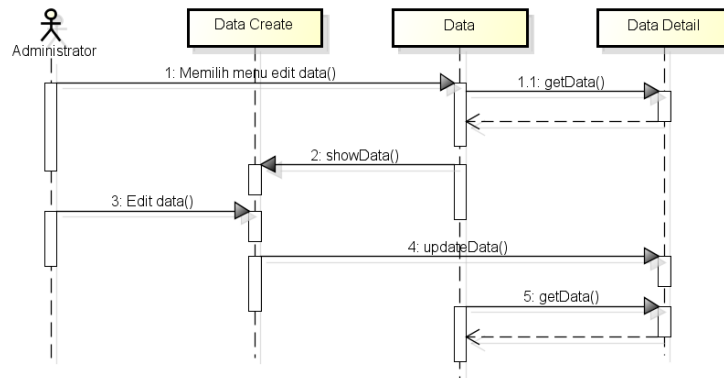 Data Create
Data
Data Detail
Administrator
1: Memilih menu edit data()
1.1: getData()
2: showData()
3: Edit data()
4: updateData()
5: getData()